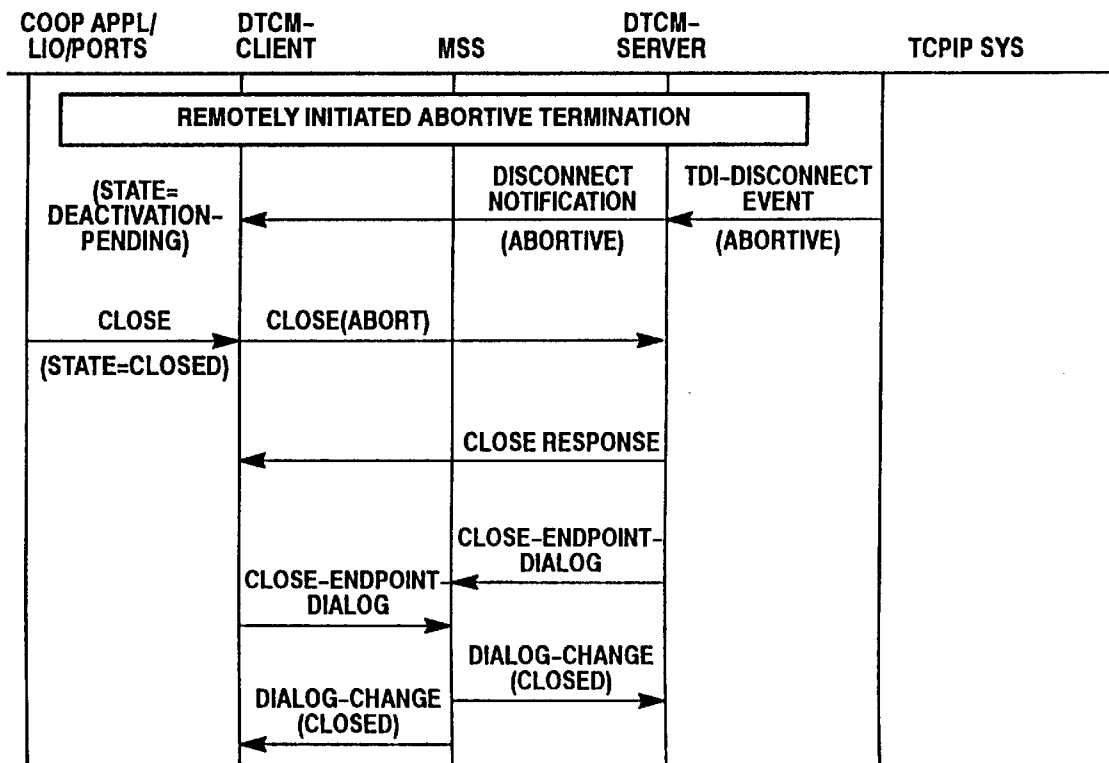 COOP APPL/
LIO/PORTS
DTCM-
CLIENT
MSS
DTCM-
SERVER
TCPIP SYS
REMOTELY INITIATED ABORTIVE TERMINATION
(STATE=
DEACTIVATION-
PENDING)
DISCONNECT
NOTIFICATION
(ABORTIVE)
TDI-DISCONNECT
EVENT
(ABORTIVE)
CLOSE
(STATE=CLOSED)
CLOSE(ABORT)
CLOSE RESPONSE
CLOSE-ENDPOINT-
DIALOG
CLOSE-ENDPOINT-
DIALOG
DIALOG-CHANGE
(CLOSED)
DIALOG-CHANGE
(CLOSED)